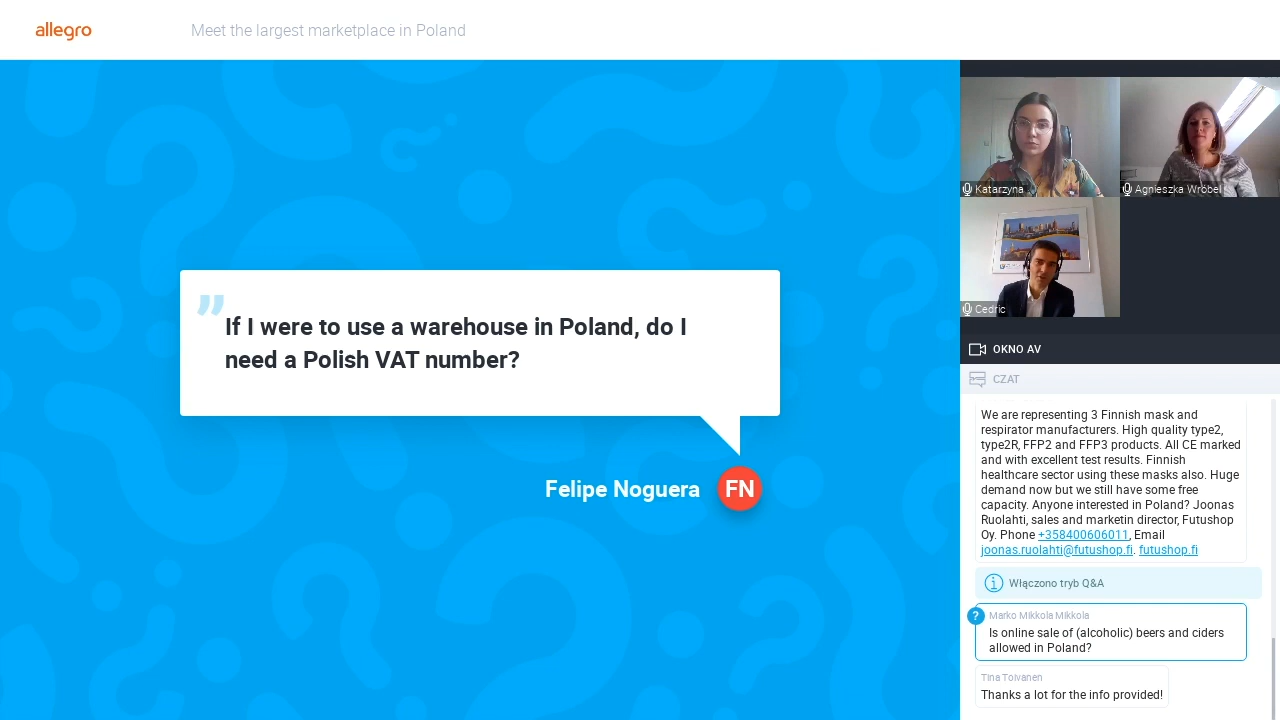 allegro
Meet the largest marketplace in Poland
”
If I were to use a warehouse in Poland, do I
need a Polish VAT number?
Felipe Noguera
FN
Katarzyna ..
Agnieszka Wróbel
Cedric
OKNO AV
CZAT
We are representing 3 Finnish mask and
respirator manufacturers. High quality type2,
type2R, FFP2 and FFP3 products. All CE marked
and with excellent test results. Finnish
healthcare sector using these masks also. Huge
demand now but we still have some free
capacity. Anyone interested in Poland? Joonas
Ruolahti, sales and marketin director, Futushop
Oy. Phone +358400606011, Email
joonas.ruolahti@futushop.fi. futushop.fi
Włączono tryb Q&A
?
Marko Mikkola Mikkola
Is online sale of (alcoholic) beers and ciders
allowed in Poland?
Tina Toivanen
Thanks a lot for the info provided!